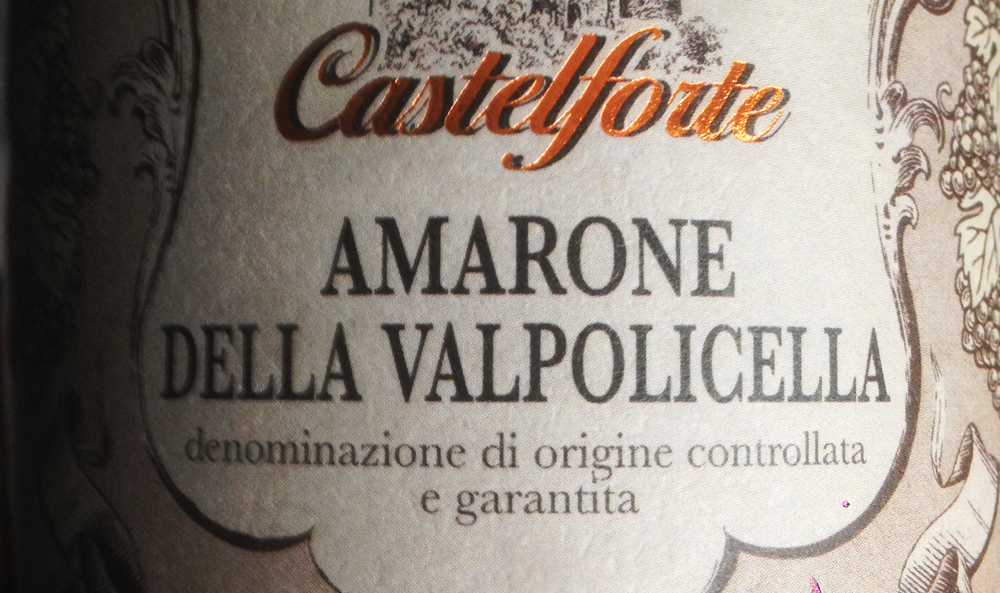 Castelforte
AMARONE
DELLA VALPOLICELLA
denominazione di origine controllata
e garantita